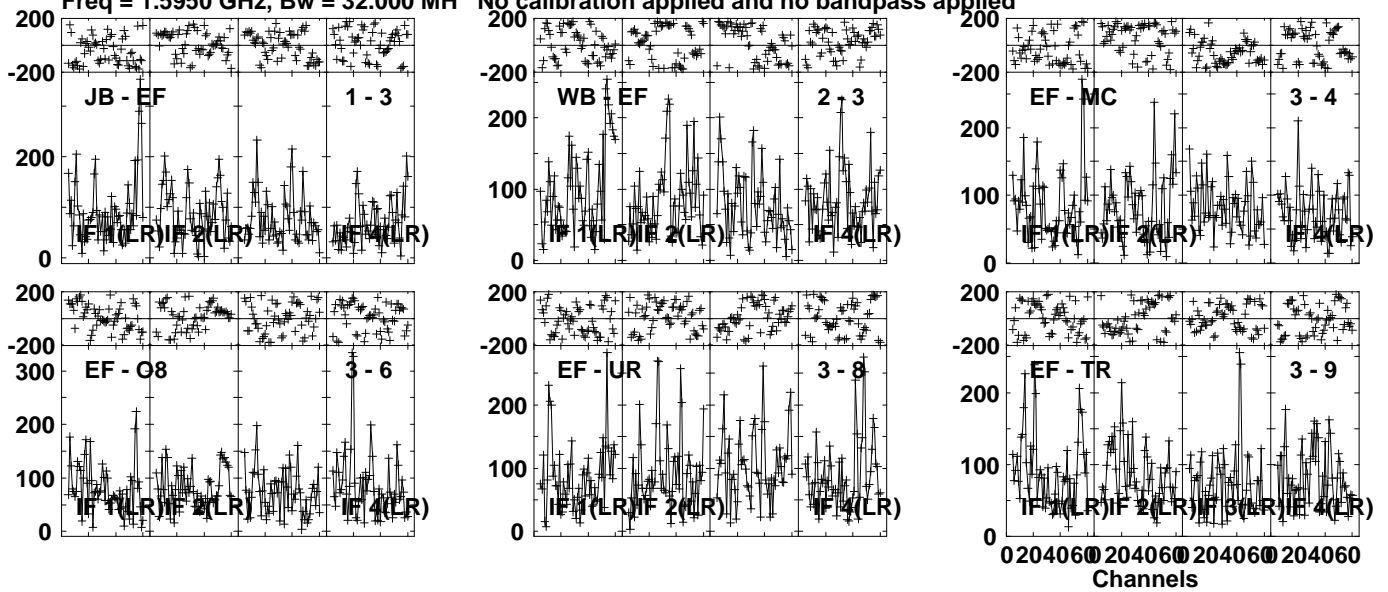 Freq = 1.5950 GHz, Bw = 32.000 MH No calibration applied and no bandpass applied
200
-200
JB - EF 1 - 3
200
0
IF 1(LR) IF 2(LR) IF 4(LR)
200
-200
WB - EF 2 - 3
200
100
0
IF 1(LR) IF 2(LR) IF 4(LR)
200
-200
EF - MC 3 - 4
200
100
0
IF 1(LR) IF 2(LR) IF 4(LR)
200
-200
EF - O8 3 - 6
300
200
100
0
IF 1(LR) IF 2(LR) IF 4(LR)
200
-200
EF - UR 3 - 8
200
100
0
IF 1(LR) IF 2(LR) IF 4(LR)
200
-200
EF - TR 3 - 9
200
100
0
IF 1(LR) IF 2(LR) IF 3(LR) IF 4(LR)
0 20 40 60 0 20 40 60 0 20 40 60 0 20 40 60
Channels